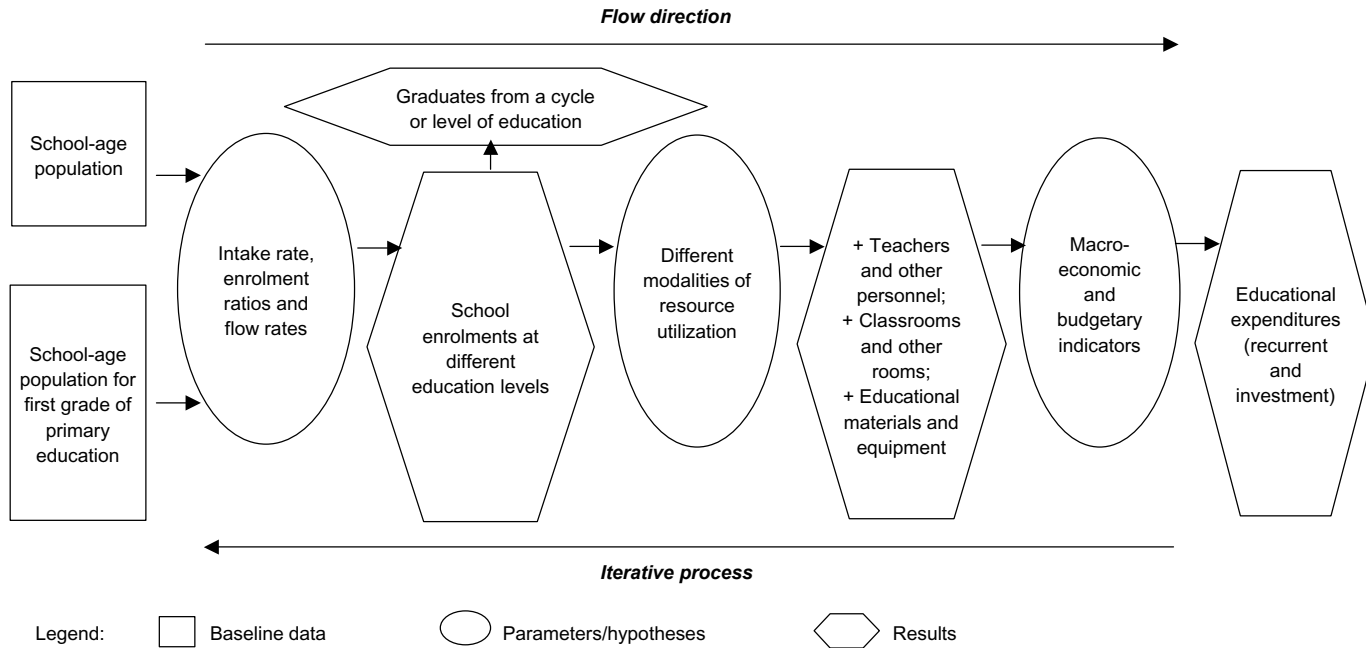 Flow direction
Graduates from a cycle
or level of education
School-age
population
School-age
population for
first grade of
primary
education
Intake rate,
enrolment
ratios and
flow rates
School
enrolments at
different
education levels
Different
modalities of
resource
utilization
+ Teachers
and other
personnel;
+ Classrooms
and other
rooms;
+ Educational
materials and
equipment
Macro-
economic
and
budgetary
indicators
Educational
expenditures
(recurrent
and
investment)
Iterative process
Legend:
Baseline data
Parameters/hypotheses
Results